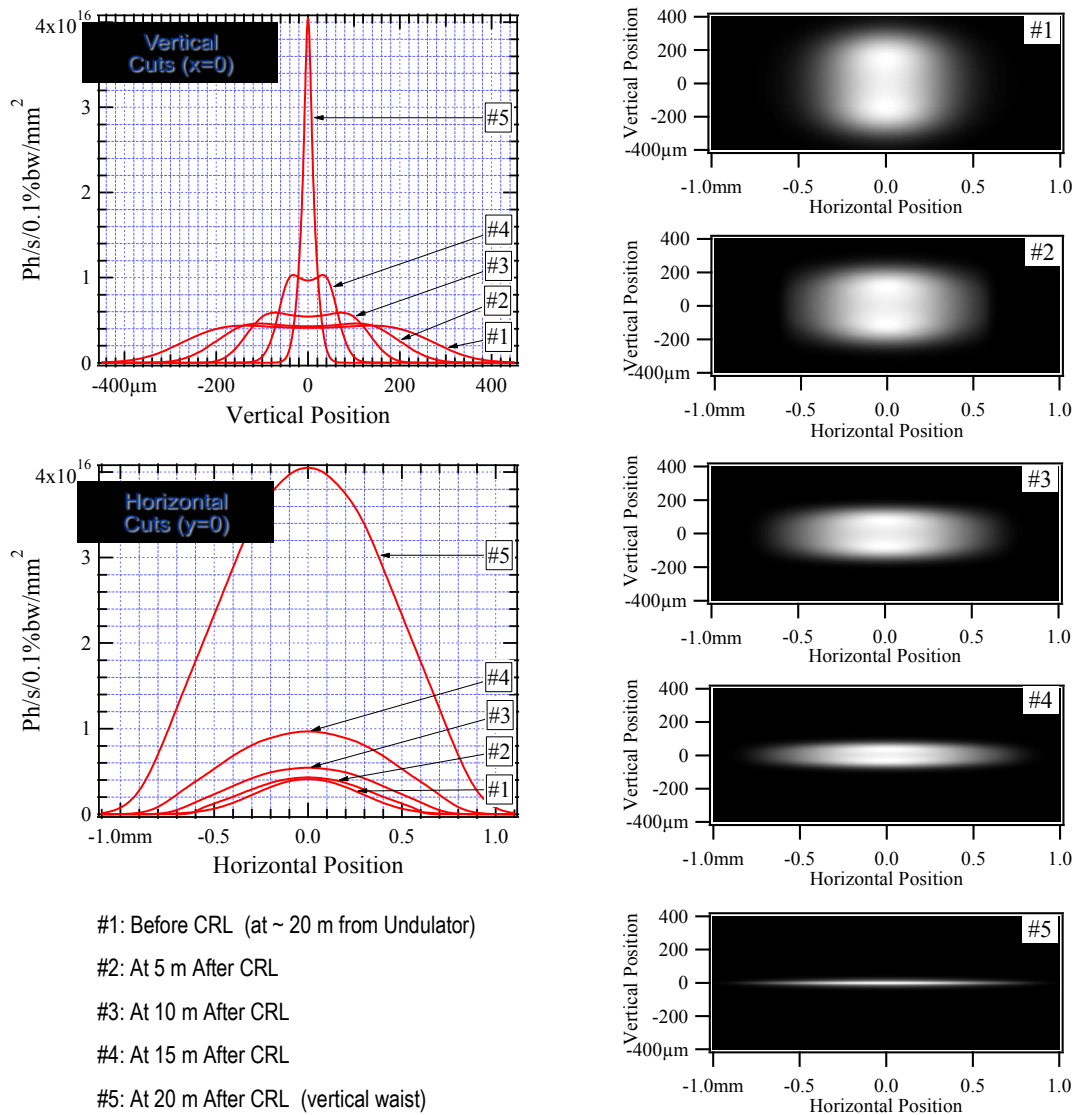 4x10^16
Vertical
Cuts (x=0)
3
2
1
0
Ph/s/0.1%bw/mm^2
#5
#4
#3
#2
#1
-400µm
-200
0
200
400
Vertical Position
4x10^16
Horizontal
Cuts (y=0)
3
2
1
0
Ph/s/0.1%bw/mm^2
#5
#4
#3
#2
#1
-1.0mm
-0.5
0.0
0.5
1.0
Horizontal Position
#1: Before CRL (at ~ 20 m from Undulator)
#2: At 5 m After CRL
#3: At 10 m After CRL
#4: At 15 m After CRL
#5: At 20 m After CRL (vertical waist)
#1
Vertical Position
400
200
0
-200
-400µm
-1.0mm
-0.5
0.0
0.5
1.0
Horizontal Position
#2
Vertical Position
400
200
0
-200
-400µm
-1.0mm
-0.5
0.0
0.5
1.0
Horizontal Position
#3
Vertical Position
400
200
0
-200
-400µm
-1.0mm
-0.5
0.0
0.5
1.0
Horizontal Position
#4
Vertical Position
400
200
0
-200
-400µm
-1.0mm
-0.5
0.0
0.5
1.0
Horizontal Position
#5
Vertical Position
400
200
0
-200
-400µm
-1.0mm
-0.5
0.0
0.5
1.0
Horizontal Position